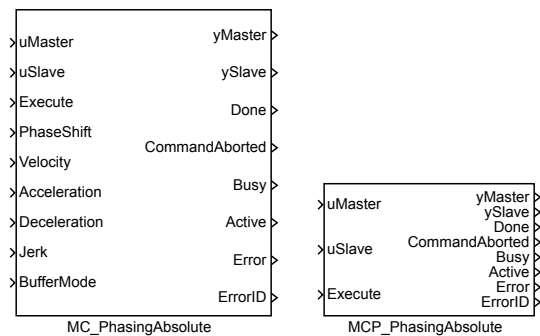 uMaster
uSlave
Execute
PhaseShift
Velocity
Acceleration
Deceleration
Jerk
BufferMode
yMaster
ySlave
Done
CommandAborted
Busy
Active
Error
ErrorID
MC_PhasingAbsolute
uMaster
uSlave
Execute
yMaster
ySlave
Done
CommandAborted
Busy
Active
Error
ErrorID
MCP_PhasingAbsolute